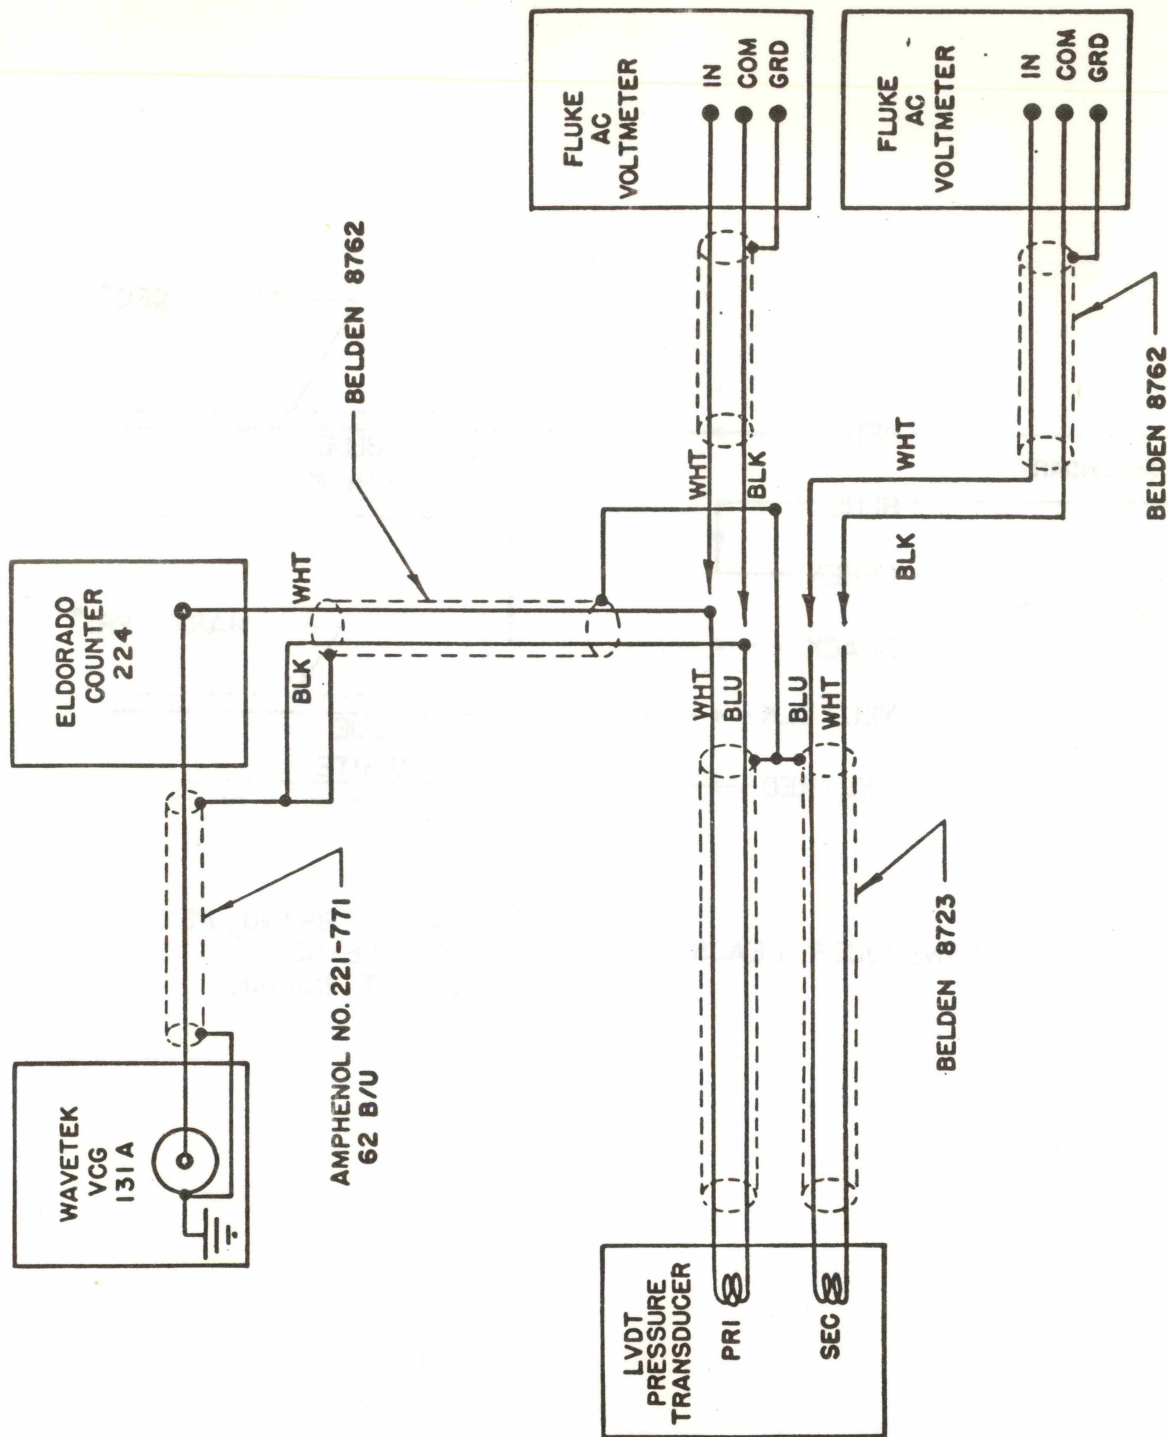 WAVETEK
VCG
131A
ELDORADO
COUNTER
224
AMPHENOL NO. 221-771
62 B/U
BLK
WHT
BELDEN 8762
LVDT
PRESSURE
TRANSDUCER
PRI
SEC
WHT
BLU
BLU
WHT
WHT
BLK
BLK
WHT
BELDEN 8723
BELDEN 8762
FLUKE
AC
VOLTMETER
IN
COM
GRD
FLUKE
AC
VOLTMETER
IN
COM
GRD